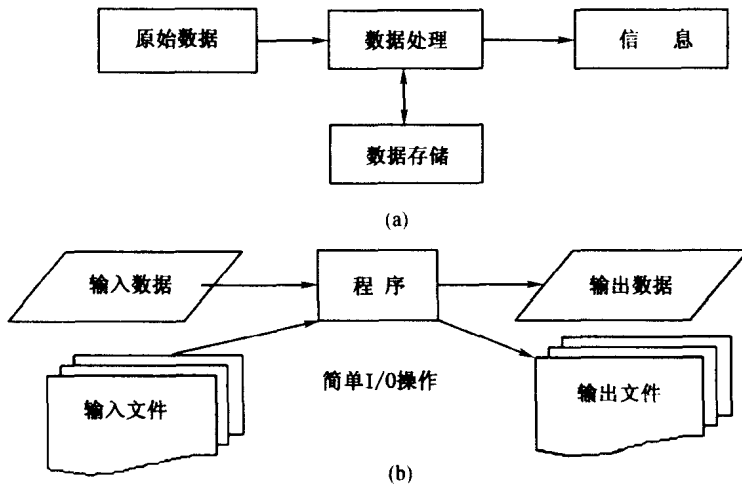 原始数据
数据处理
信 息
数据存储
(a)
输入数据
程 序
输出数据
简单I/O操作
输入文件
输出文件
(b)